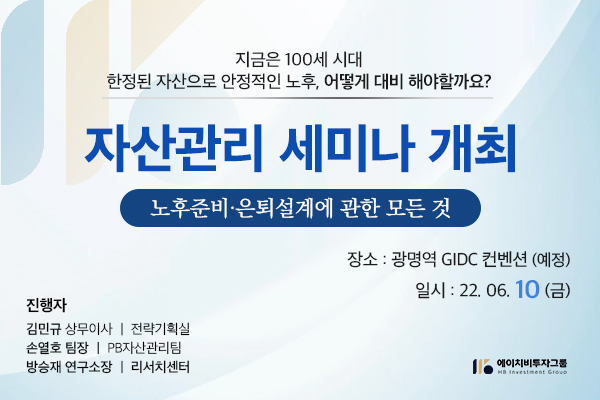 지금은 100세 시대
한정된 자산으로 안정적인 노후, 어떻게 대비 해야할까요?
자산관리 세미나 개최
노후준비·은퇴설계에 관한 모든 것
장소 : 광명역 GIDC 컨벤션 (예정)
일시 : 22. 06. 10 (금)
진행자
김민규 상무이사 ㅣ 전략기획실
손열호 팀장 ㅣ PB자산관리팀
방승재 연구소장 ㅣ 리서치센터
에이치비투자그룹
HB Investment Group